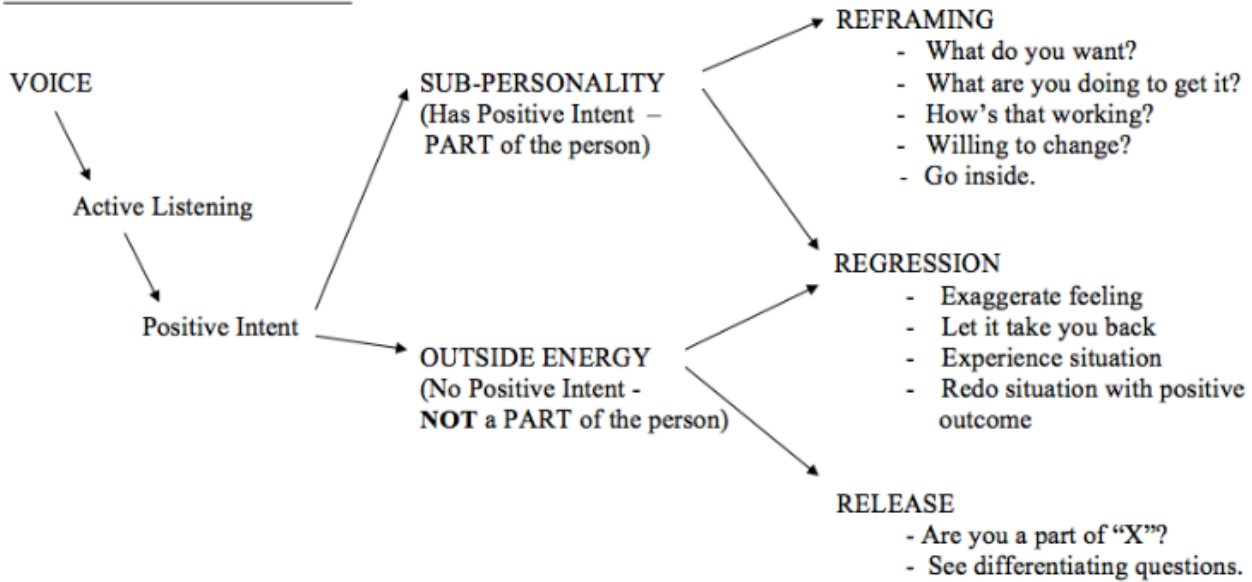 VOICE
Active Listening
Positive Intent
SUB-PERSONALITY
(Has Positive Intent –
PART of the person)
OUTSIDE ENERGY
(No Positive Intent -
NOT a PART of the person)
REFRAMING
- What do you want?
- What are you doing to get it?
- How's that working?
- Willing to change?
- Go inside.
REGRESSION
- Exaggerate feeling
- Let it take you back
- Experience situation
- Redo situation with positive
outcome
RELEASE
- Are you a part of “X”?
- See differentiating questions.